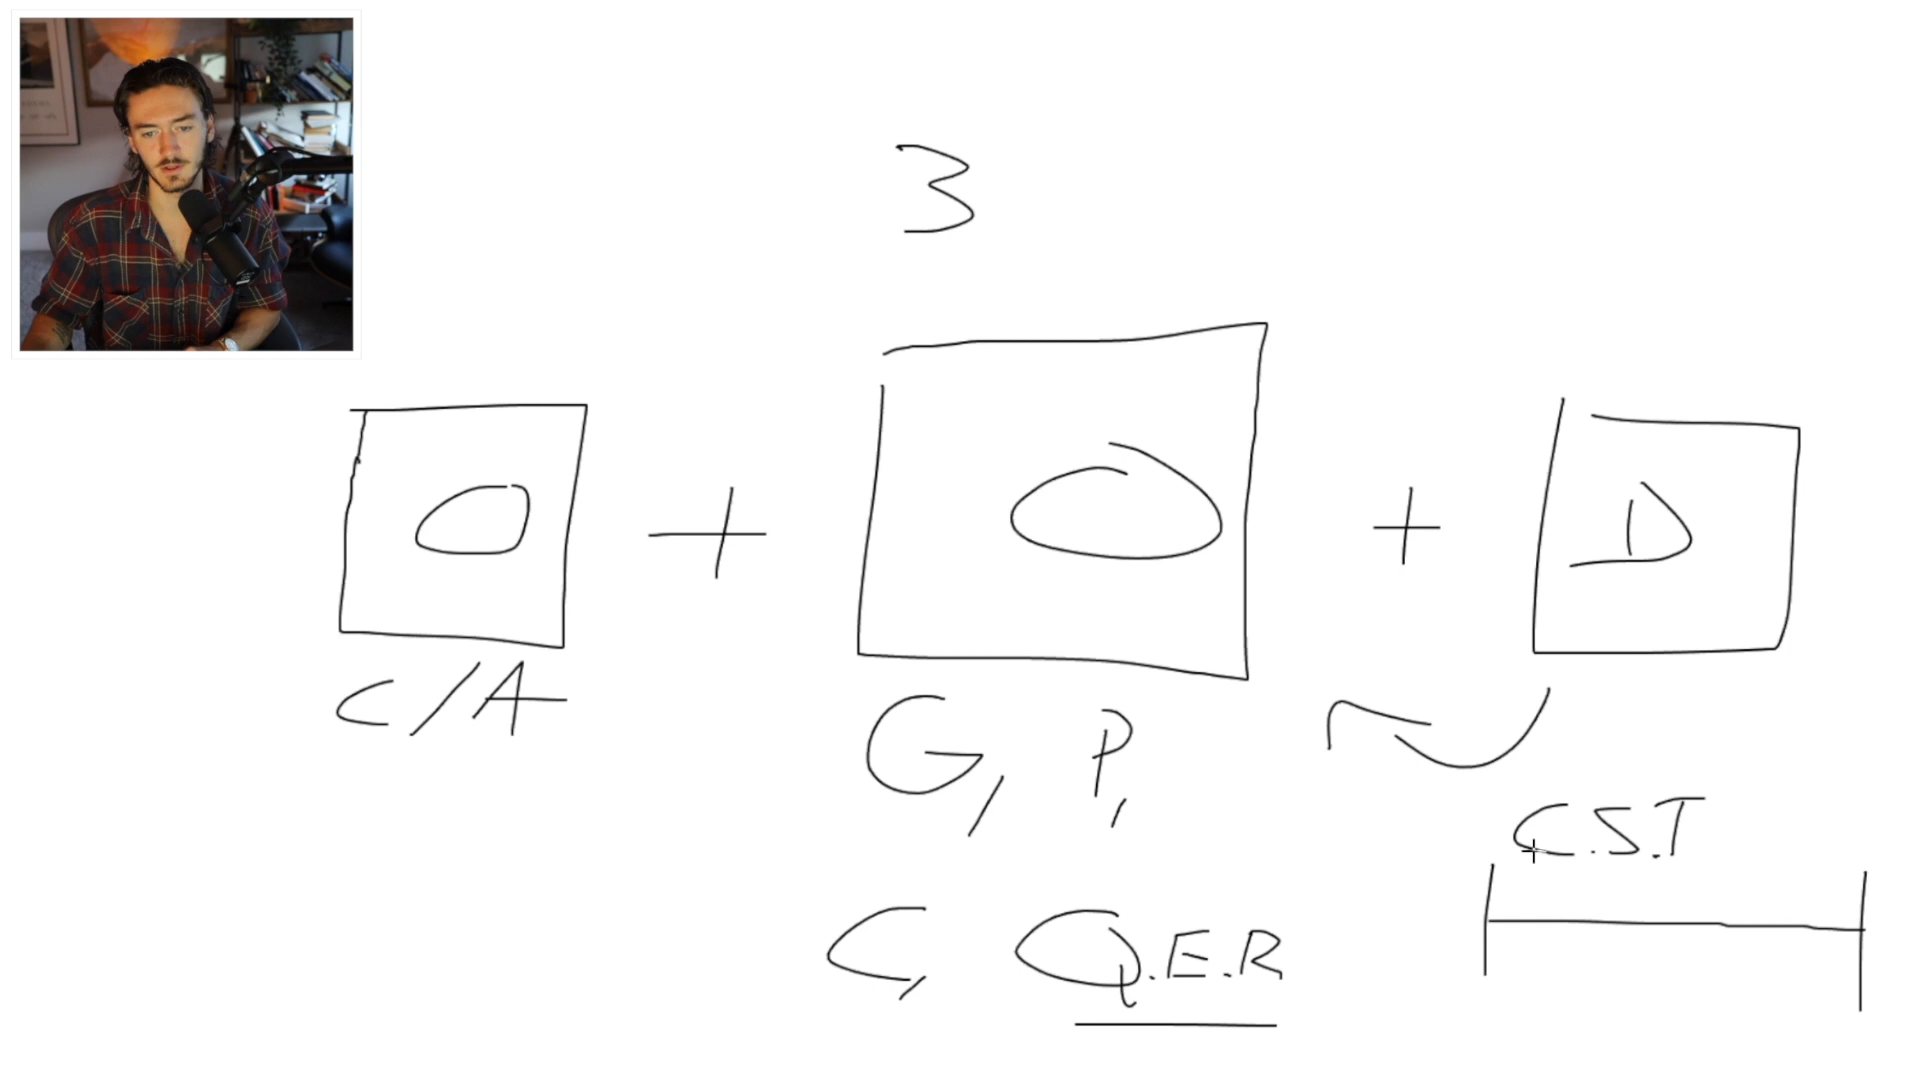 3
+ + D
C/A
G, P,
C.S.T
C, Q.E.R